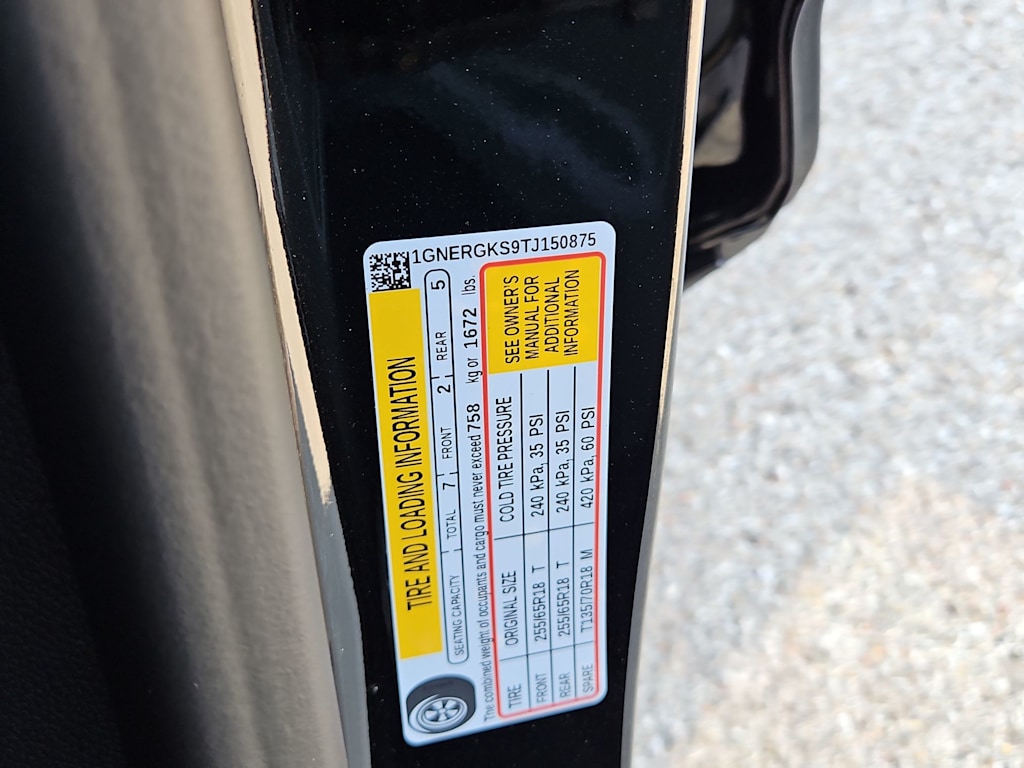 1GNERGKS9TJ150875
TIRE AND LOADING INFORMATION
SEATING CAPACITY TOTAL 7 FRONT 2 REAR 5
The combined weight of occupants and cargo must never exceed 758 kg or 1672 lbs.
TIRE ORIGINAL SIZE COLD TIRE PRESSURE
FRONT 255/65R18 T 240 kPa, 35 PSI
REAR 255/65R18 T 240 kPa, 35 PSI
SPARE T135/70R18 M 420 kPa, 60 PSI
SEE OWNER'S
MANUAL FOR
ADDITIONAL
INFORMATION